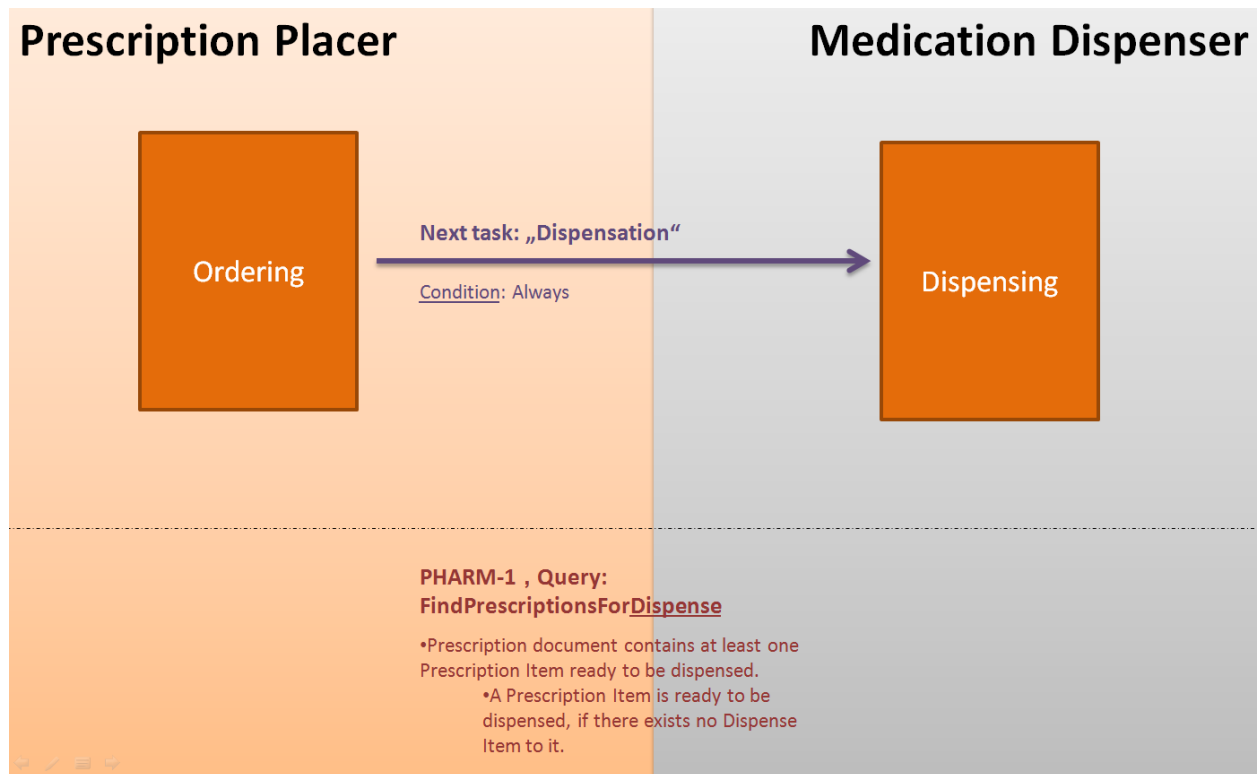 Prescription Placer
Medication Dispenser
Next task: „Dispensation“
Ordering
Condition: Always
Dispensing
PHARM-1 , Query:
FindPrescriptionsForDispense
•Prescription document contains at least one
Prescription Item ready to be dispensed.
•A Prescription Item is ready to be
dispensed, if there exists no Dispense
Item to it.